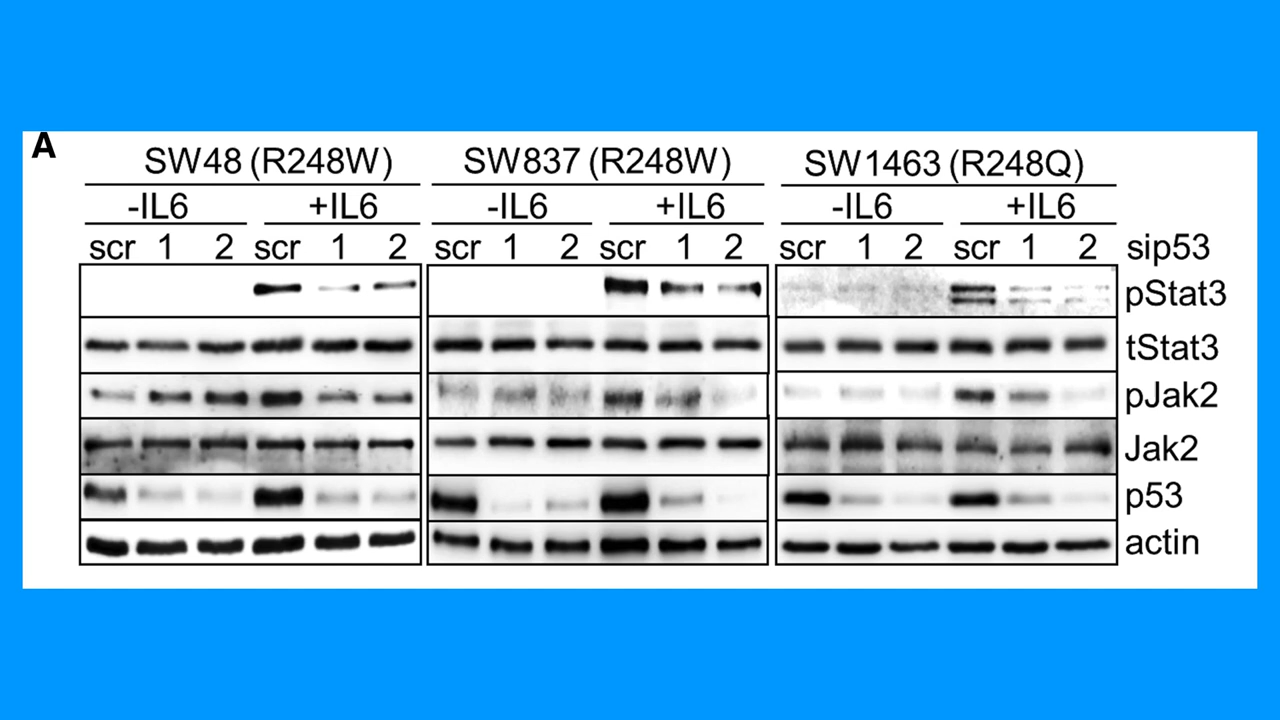 A
SW48 (R248W) SW837 (R248W) SW1463 (R248Q)
-IL6 +IL6 -IL6 +IL6 -IL6 +IL6
scr 1 2 scr 1 2 scr 1 2 scr 1 2 scr 1 2 scr 1 2 sip53
pStat3
tStat3
pJak2
Jak2
p53
actin